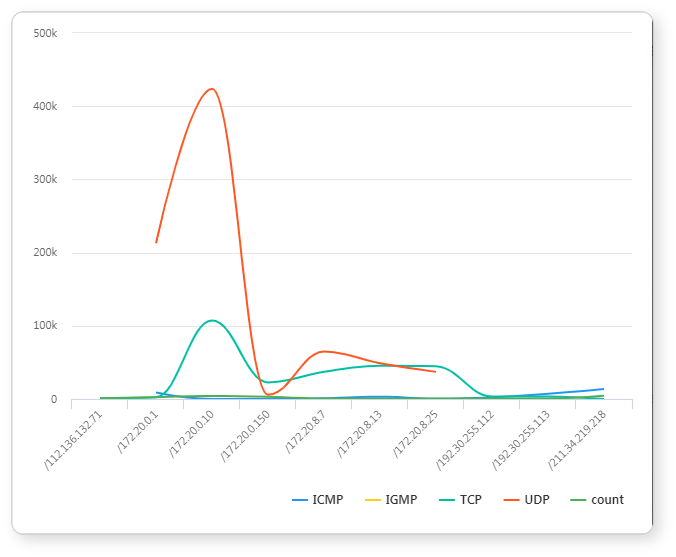 500k
400k
300k
200k
100k
0
/112.136.132.71
/172.20.0.1
/172.20.0.10
/172.20.0.150
/172.20.8.7
/172.20.8.13
/172.20.8.25
/192.30.255.112
/192.30.255.113
/211.34.219.218
ICMP IGMP TCP UDP count